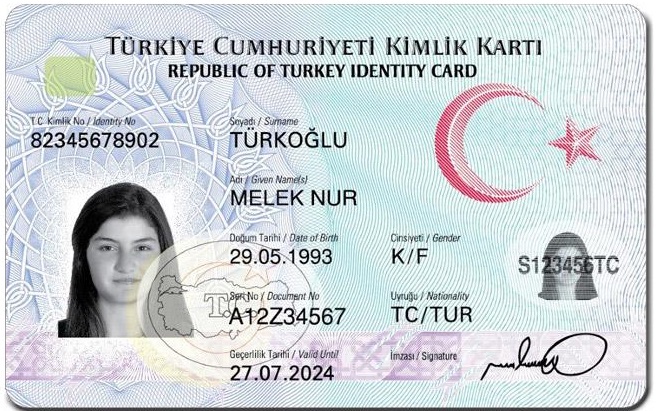 TÜRKİYE CUMHURİYETİ KİMLİK KARTI
REPUBLIC OF TURKEY IDENTITY CARD
T.C. Kimlik No / Identity No
82345678902
Soyadı / Surname
TÜRKOĞLU
Adı / Given Name(s)
MELEK NUR
Doğum Tarihi / Date of Birth
29.05.1993
Cinsiyeti / Gender
K/F
Seri No / Document No
A12Z34567
Uyruğu / Nationality
TC/TUR
Geçerlilik Tarihi / Valid Until
27.07.2024
İmzası / Signature
S123456TC
T.C.